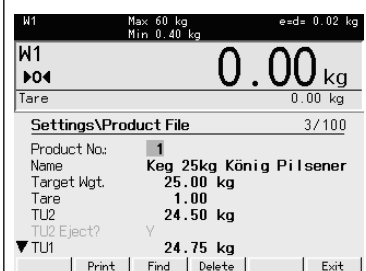 W1 Max 60 kg e=d= 0.02 kg
Min 0.40 kg
W1
►0◄ 0.00 kg
Tare 0.00 kg
Settings\Product File 3/100
Product No.: 1
Name Keg 25kg König Pilsener
Target Wgt. 25.00 kg
Tare 1.00
TU2 24.50 kg
TU2 Eject? Y
▼TU1 24.75 kg
Print Find Delete Exit